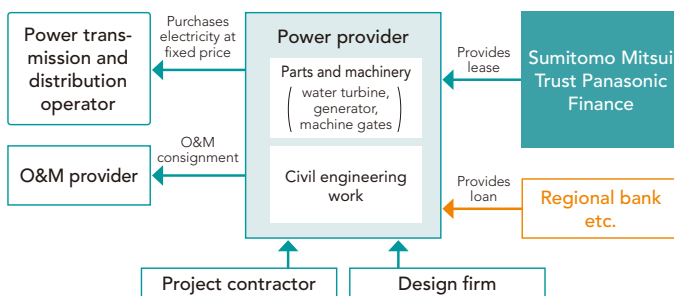 Power trans-
mission and
distribution
operator
Purchases
electricity at
fixed price
Power provider
Parts and machinery
water turbine,
generator,
machine gates
Civil engineering
work
Provides
lease
Sumitomo Mitsui
Trust Panasonic
Finance
O&M
consignment
O&M provider
Provides
loan
Regional bank
etc.
Project contractor
Design firm